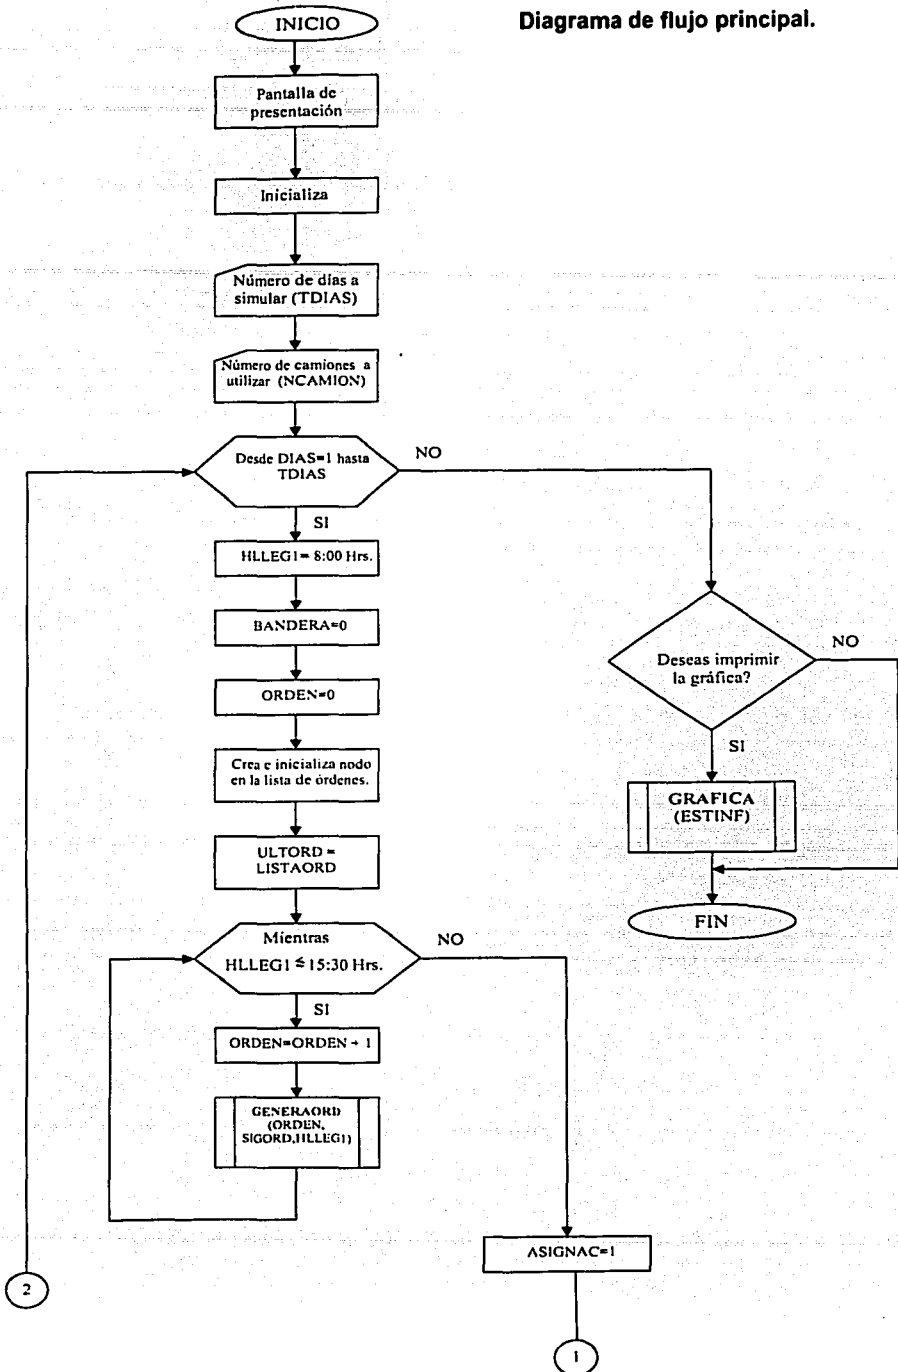 Diagrama de flujo principal.
INICIO
Pantalla de
presentación
Inicializa
Número de días a
simular (TDIAS)
Número de camiones a
utilizar (NCAMION)
Desde DIAS=1 hasta
TDIAS
NO
SI
HLLEG1= 8:00 Hrs.
BANDERA=0
ORDEN=0
Crea e inicializa nodo
en la lista de órdenes.
ULTORD =
LISTAORD
Mientras
HLLEG1 ≤ 15:30 Hrs.
NO
SI
ORDEN=ORDEN + 1
GENERAORD
(ORDEN,
SIGORD,HLLEG1)
Deseas imprimir
la gráfica?
NO
SI
GRAFICA
(ESTINF)
FIN
ASIGNAC=1
2
1